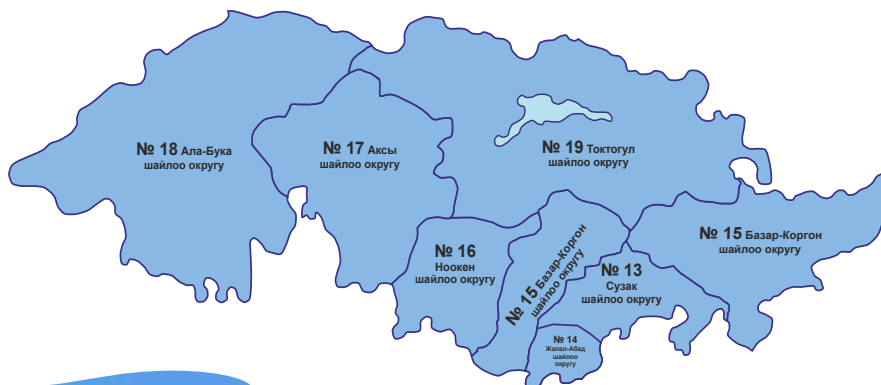 № 18 Ала-Бука
шайлоо округу
№ 17 Аксы
шайлоо округу
№ 19 Токтогул
шайлоо округу
№ 16
Ноокен
шайлоо округу
№ 15 Базар-Коргон
шайлоо округу
№ 13
Сузак
шайлоо округу
№ 15 Базар-Коргон
шайлоо округу
№ 14
Жалал-Абад
шайлоо
округу